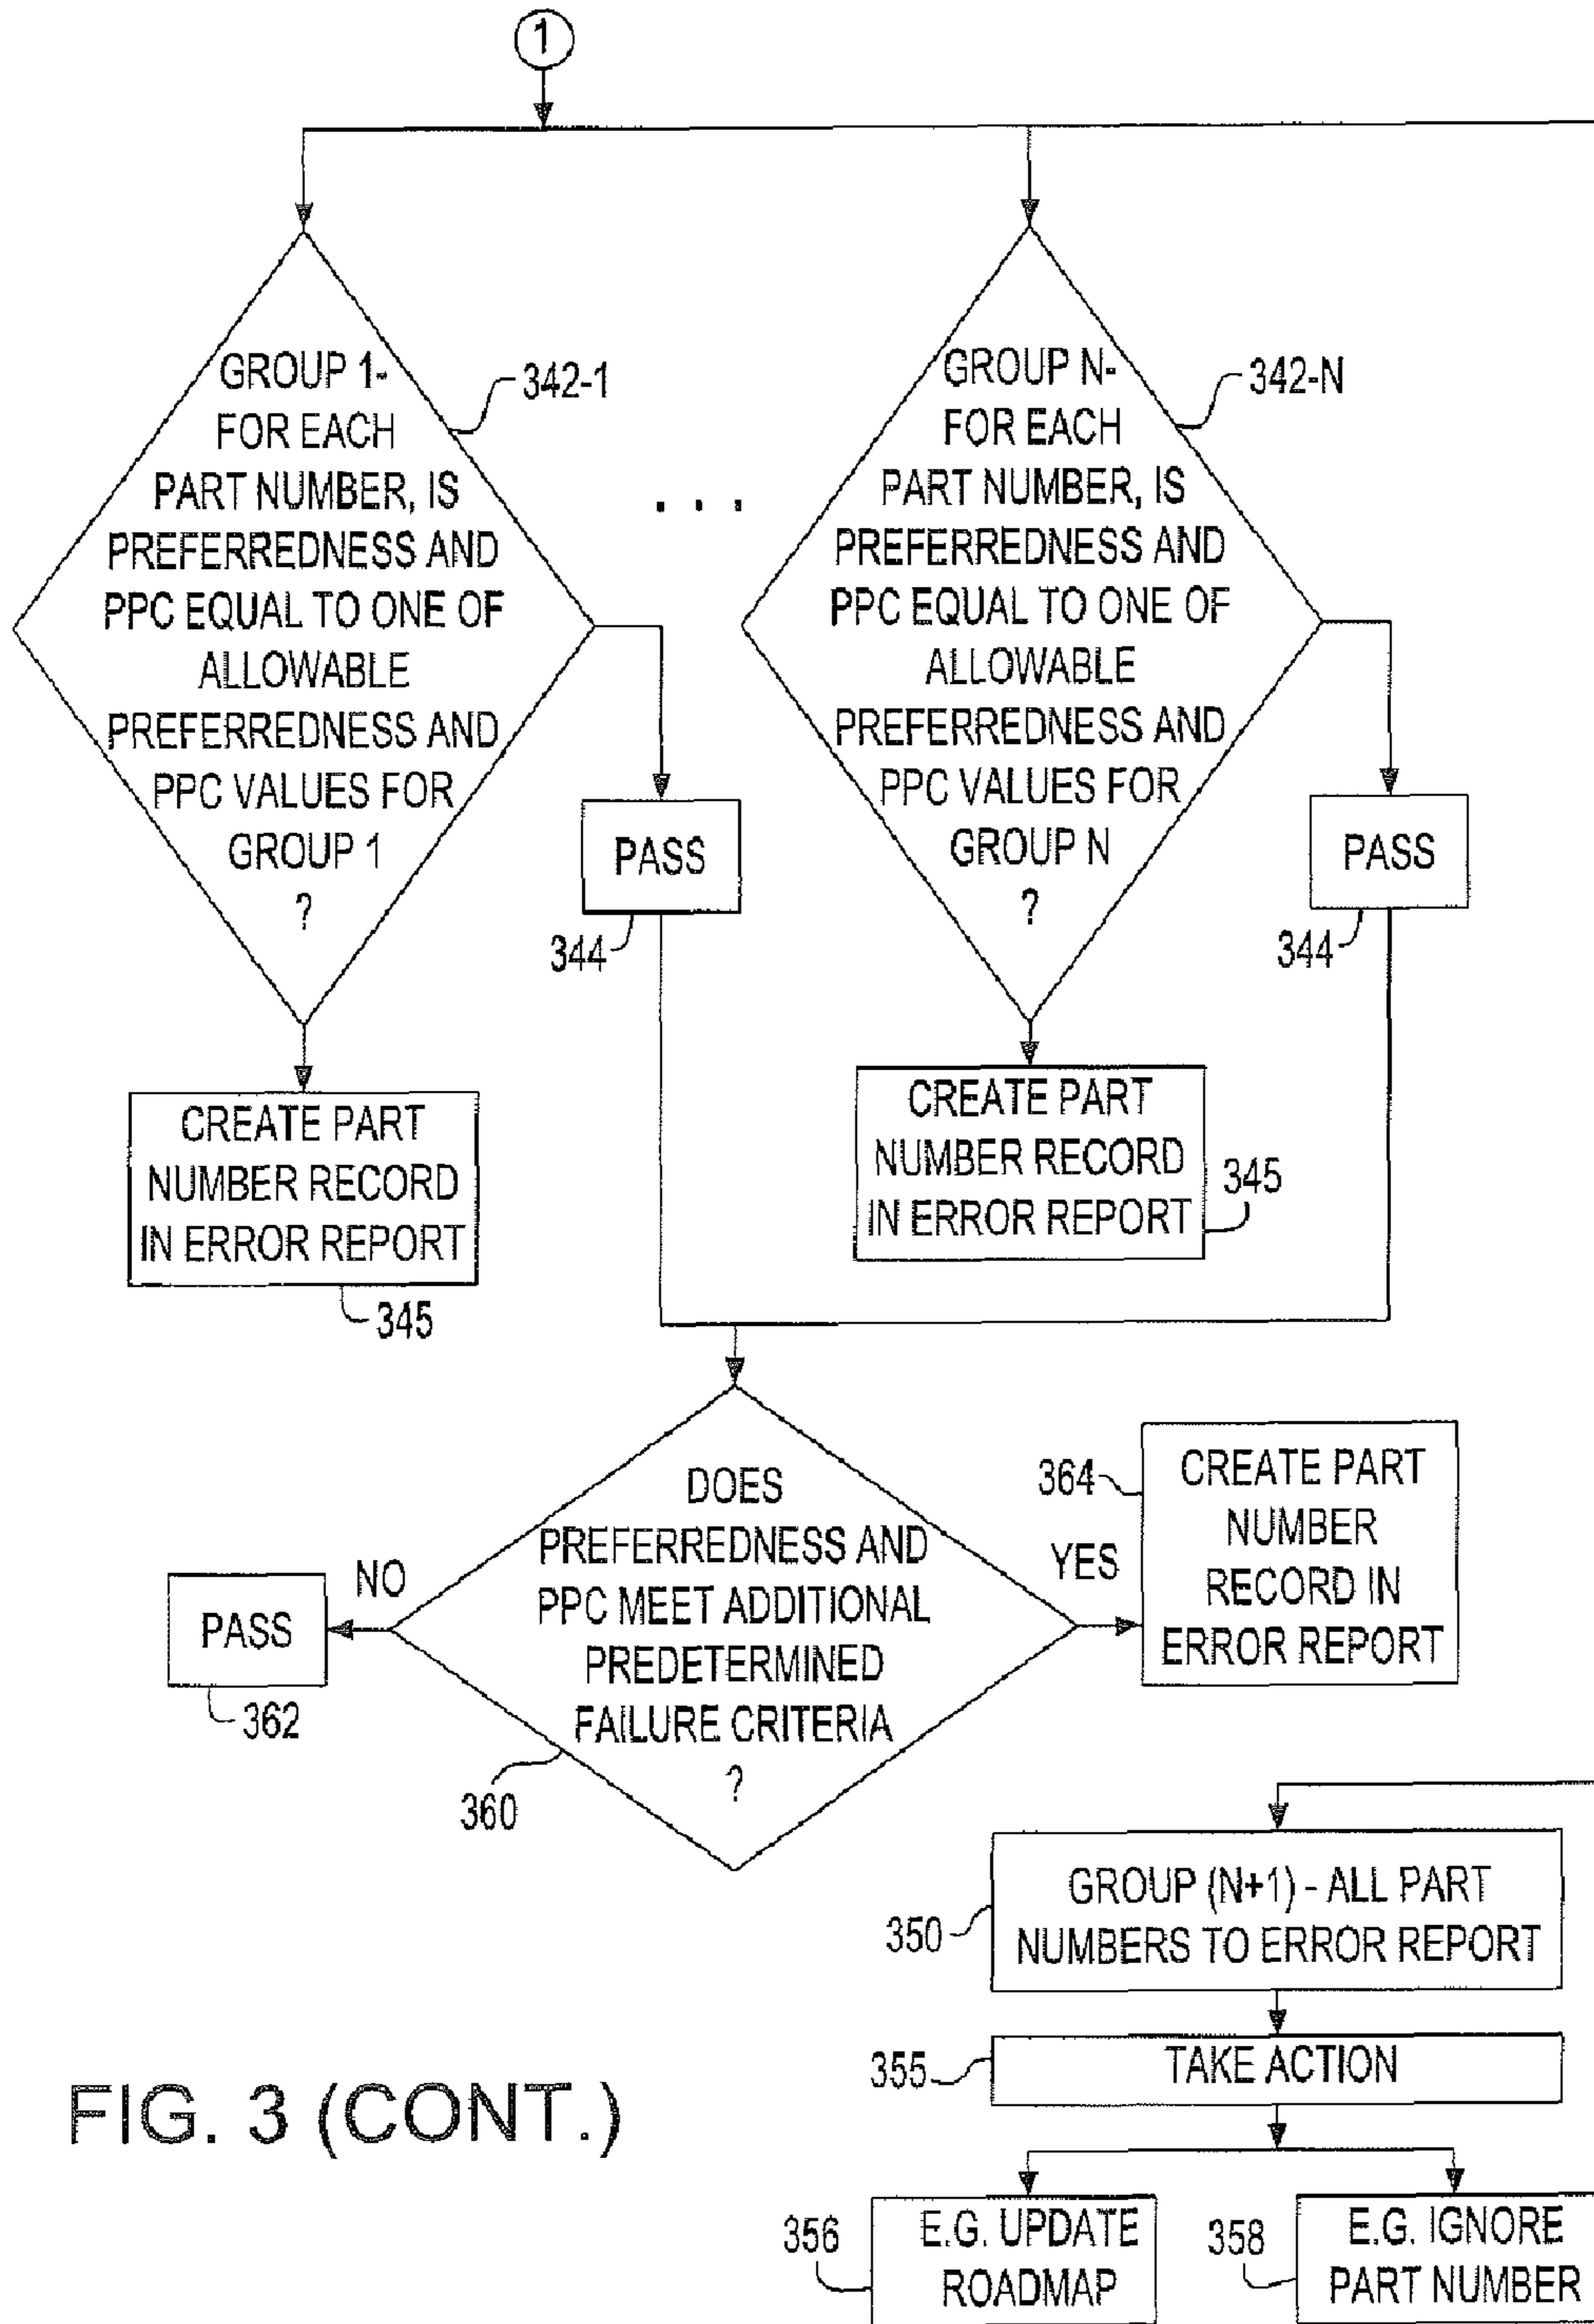 1
GROUP 1-
FOR EACH
PART NUMBER, IS
PREFERREDNESS AND
PPC EQUAL TO ONE OF
ALLOWABLE
PREFERREDNESS AND
PPC VALUES FOR
GROUP 1
?
342-1
. . .
GROUP N-
FOR EACH
PART NUMBER, IS
PREFERREDNESS AND
PPC EQUAL TO ONE OF
ALLOWABLE
PREFERREDNESS AND
PPC VALUES FOR
GROUP N
?
342-N
PASS
344
PASS
344
CREATE PART
NUMBER RECORD
IN ERROR REPORT
345
CREATE PART
NUMBER RECORD
IN ERROR REPORT
345
DOES
PREFERREDNESS AND
PPC MEET ADDITIONAL
PREDETERMINED
FAILURE CRITERIA
?
360
NO
PASS
362
YES
364
CREATE PART
NUMBER
RECORD IN
ERROR REPORT
350
GROUP (N+1) - ALL PART
NUMBERS TO ERROR REPORT
355
TAKE ACTION
356
E.G. UPDATE
ROADMAP
358
E.G. IGNORE
PART NUMBER
FIG. 3 (CONT.)